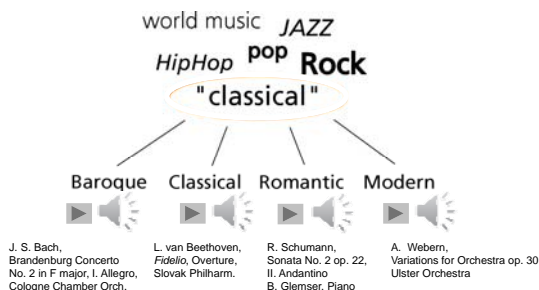 world music JAZZ
HipHop pop Rock
"classical"
Baroque Classical Romantic Modern
J. S. Bach,
Brandenburg Concerto
No. 2 in F major, I. Allegro,
Cologne Chamber Orch.
L. van Beethoven,
Fidelio, Overture,
Slovak Philharm.
R. Schumann,
Sonata No. 2 op. 22,
II. Andantino
B. Glemser, Piano
A. Webern,
Variations for Orchestra op. 30
Ulster Orchestra